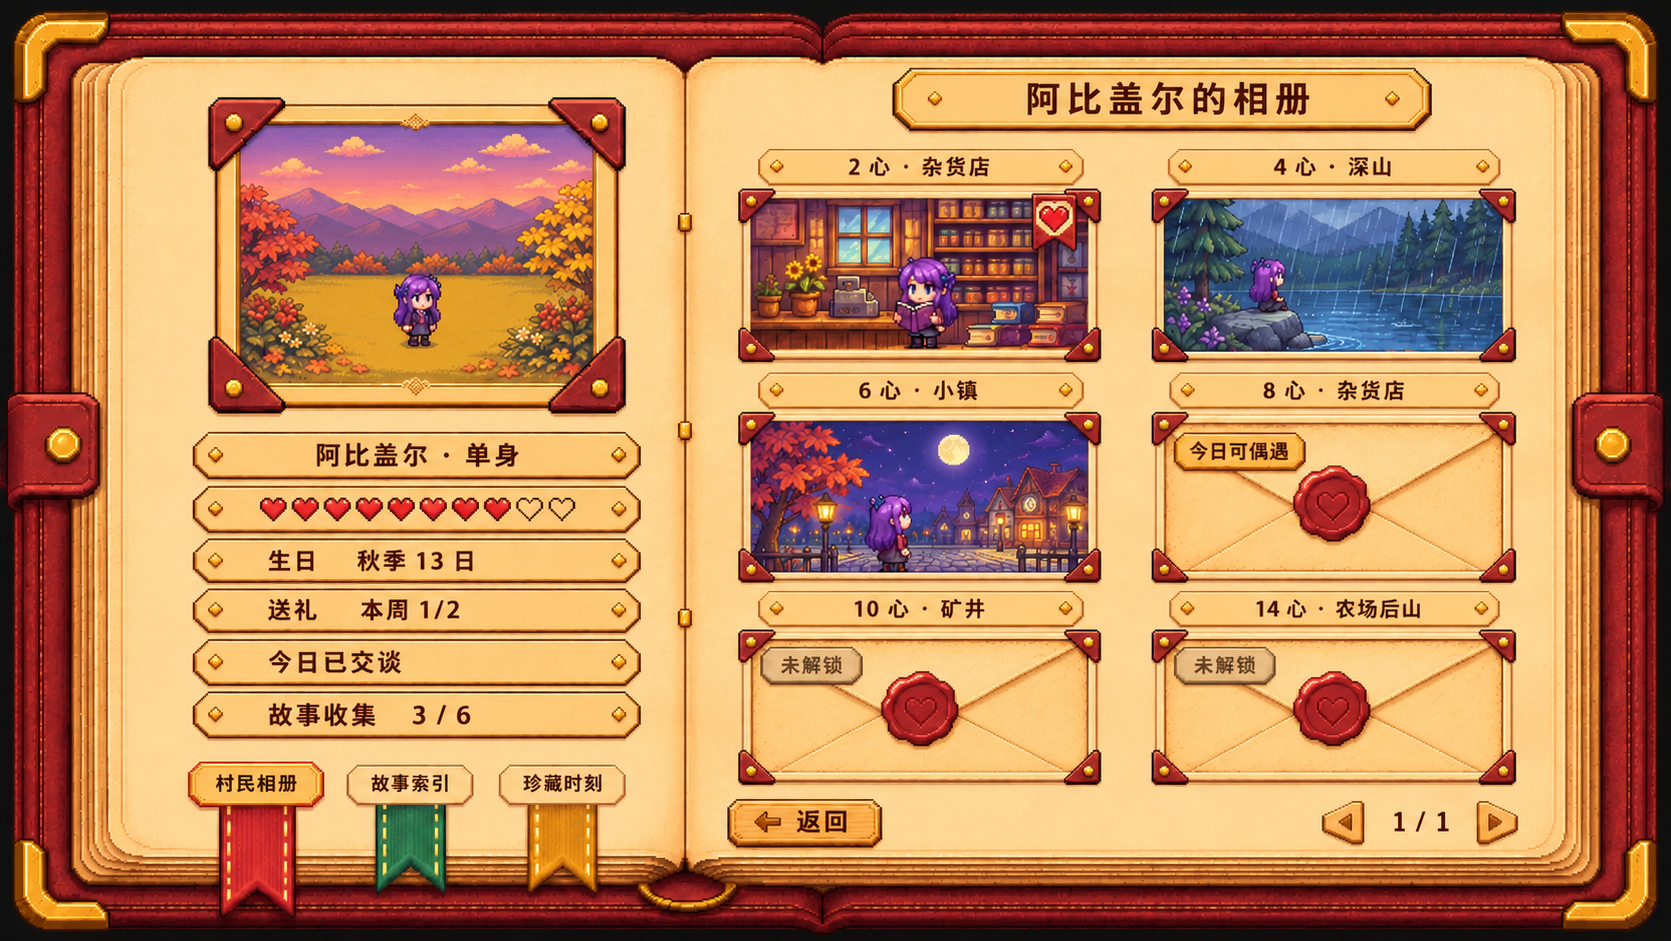 阿比盖尔 · 单身
生日 秋季 13 日
送礼 本周 1/2
今日已交谈
故事收集 3 / 6
村民相册
故事索引
珍藏时刻
阿比盖尔的相册
2 心 · 杂货店
4 心 · 深山
6 心 · 小镇
8 心 · 杂货店
今日可偶遇
10 心 · 矿井
未解锁
14 心 · 农场后山
未解锁
返回
1 / 1